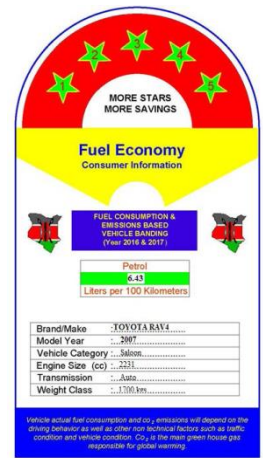 1 2 3 4 5
MORE STARS
MORE SAVINGS
Fuel Economy
Consumer Information
FUEL CONSUMPTION &
EMISSIONS BASED
VEHICLE BANDING
(Year 2016 & 2017)
Petrol
6.43
Liters per 100 Kilometers
Brand/Make :TOYOTA RAV4
Model Year : 2007
Vehicle Category : Saloon
Engine Size (cc) : 2231
Transmission : Auto
Weight Class : 1700 kgs
Vehicle actual fuel consumption and co2 emissions will depend on the
driving behavior as well as other non technical factors such as traffic
condition and vehicle condition. Co2 is the main green house gas
responsible for global warming.